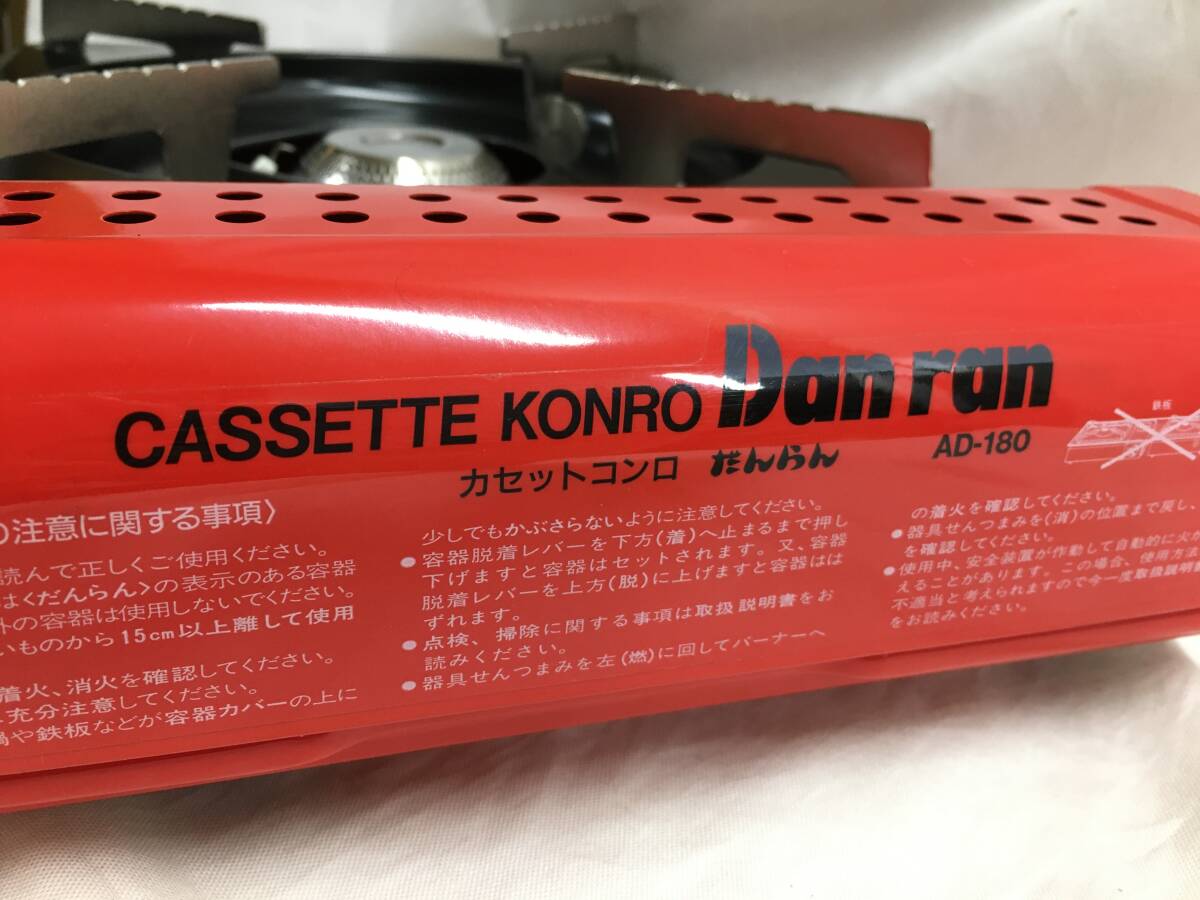 CASSETTE KONRO Dan ran
カセットコンロ だんらん AD-180
の注意に関する事項〉
読んで正しくご使用ください。
は〈だんらん〉の表示のある容器
外の容器は使用しないでください。
いものから15cm以上離して使用
着火、消火を確認してください。
充分注意してください。
鍋や鉄板などが容器カバーの上に
少しでもかぶさらないように注意してください。
●容器脱着レバーを下方(着)へ止まるまで押し
下げますと容器はセットされます。又、容器
脱着レバーを上方(脱)に上げますと容器はは
ずれます。
●点検、掃除に関する事項は取扱説明書をお
読みください。
●器具せんつまみを左(燃)に回してバーナーへ
の着火を確認してください。
●器具せんつまみを(消)の位置まで戻し、
を確認してください。
●使用中、安全装置が作動して自動的に火が
えることがあります。この場合、使用方法
不適当と考えられますので今一度取扱説明書
をお読みください。
鉄板